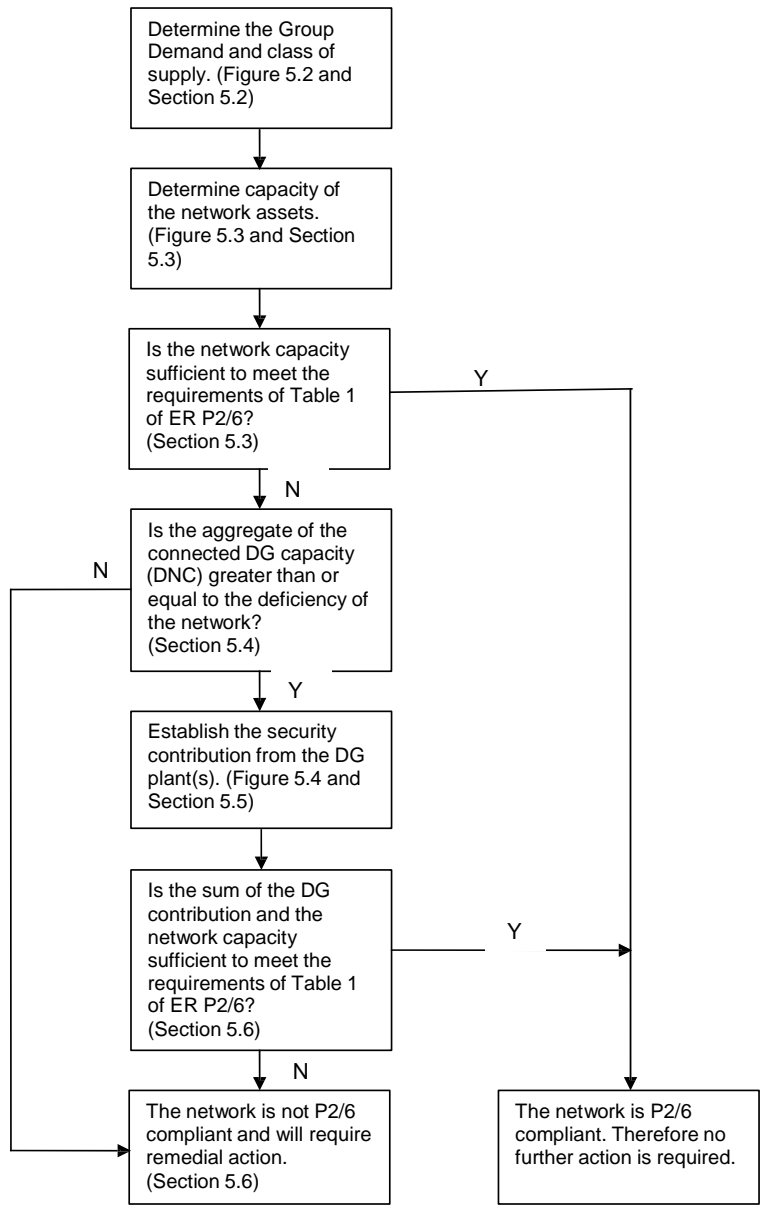 Determine the Group
Demand and class of
supply. (Figure 5.2 and
Section 5.2)
Determine capacity of
the network assets.
(Figure 5.3 and Section
5.3)
Is the network capacity
sufficient to meet the
requirements of Table 1
of ER P2/6?
(Section 5.3)
Y
N
Is the aggregate of the
connected DG capacity
(DNC) greater than or
equal to the deficiency of
the network?
(Section 5.4)
N
Y
Establish the security
contribution from the DG
plant(s). (Figure 5.4 and
Section 5.5)
Is the sum of the DG
contribution and the
network capacity
sufficient to meet the
requirements of Table 1
of ER P2/6?
(Section 5.6)
Y
N
The network is not P2/6
compliant and will require
remedial action.
(Section 5.6)
The network is P2/6
compliant. Therefore no
further action is required.